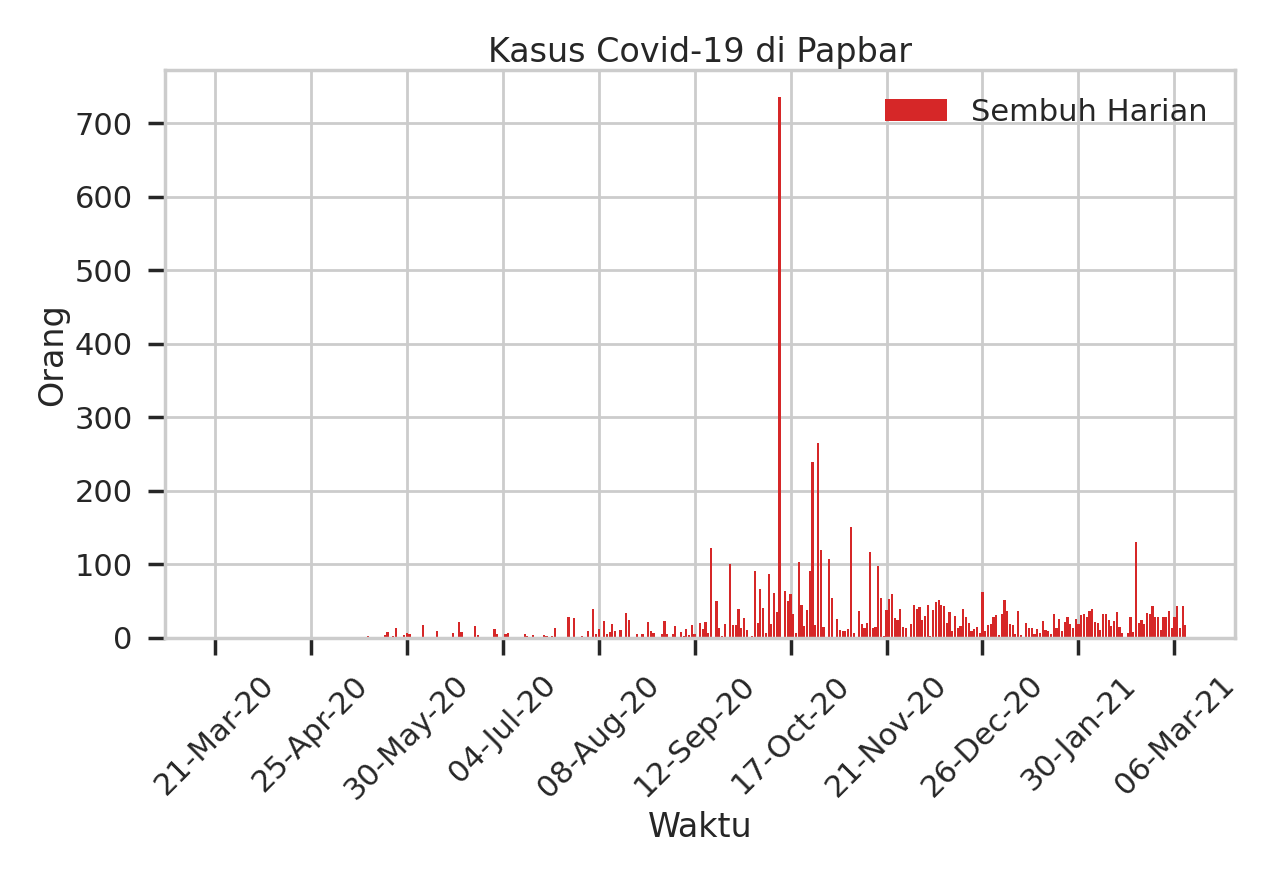 Kasus Covid-19 di Papbar
Sembuh Harian
Orang
700
600
500
400
300
200
100
0
21-Mar-20
25-Apr-20
30-May-20
04-Jul-20
08-Aug-20
12-Sep-20
17-Oct-20
21-Nov-20
26-Dec-20
30-Jan-21
06-Mar-21
Waktu